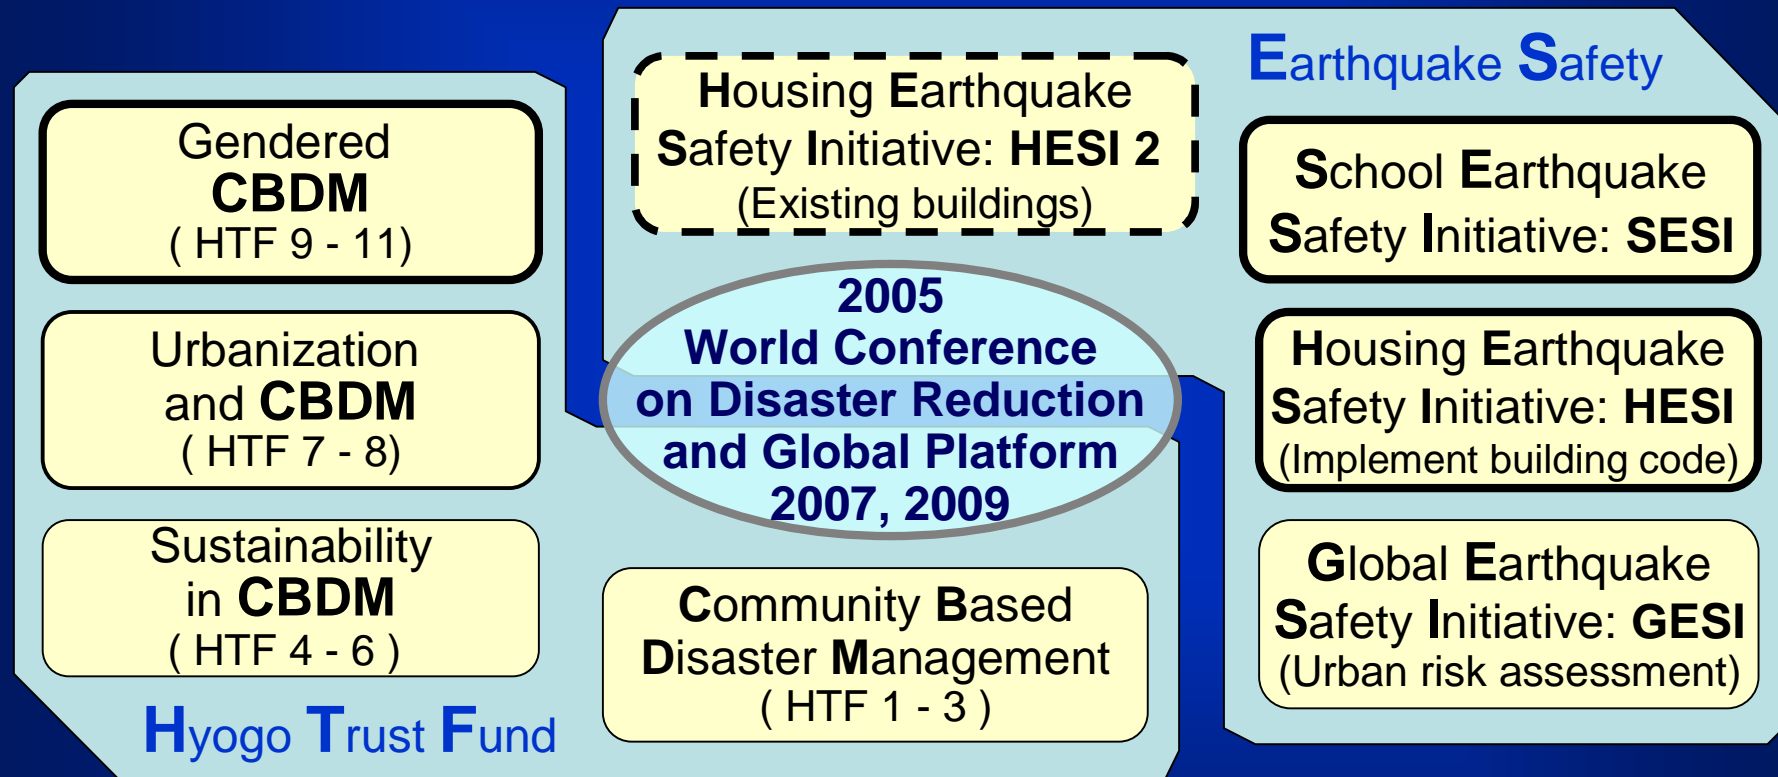 Gendered
CBDM
( HTF 9 - 11)
Urbanization
and CBDM
( HTF 7 - 8)
Sustainability
in CBDM
( HTF 4 - 6 )
Hyogo Trust Fund
Housing Earthquake
Safety Initiative: HESI 2
(Existing buildings)
2005
World Conference
on Disaster Reduction
and Global Platform
2007, 2009
Community Based
Disaster Management
( HTF 1 - 3 )
Earthquake Safety
School Earthquake
Safety Initiative: SESI
Housing Earthquake
Safety Initiative: HESI
(Implement building code)
Global Earthquake
Safety Initiative: GESI
(Urban risk assessment)